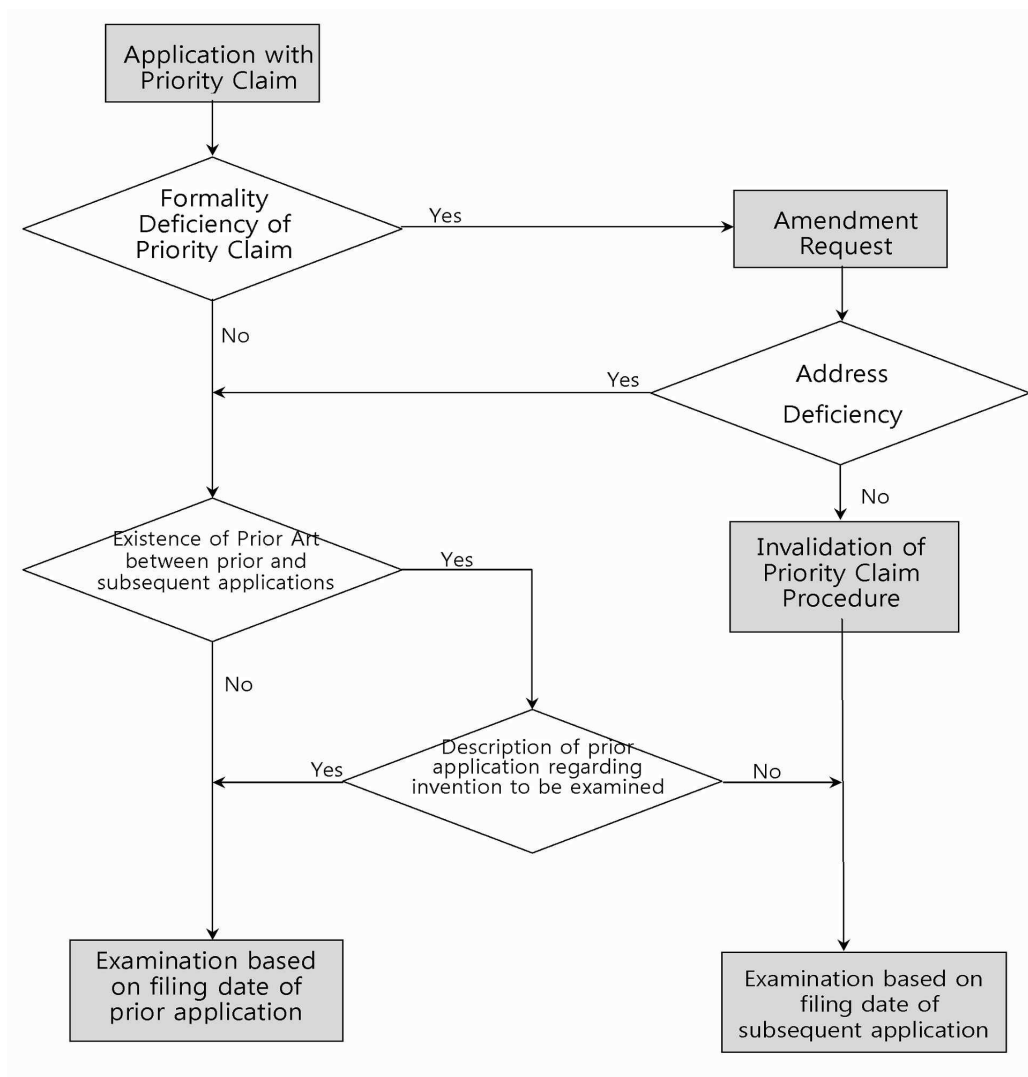 Application with
Priority Claim
Formality
Deficiency of
Priority Claim
Yes
Amendment
Request
No
Yes
Address
Deficiency
No
Existence of Prior Art
between prior and
subsequent applications
Yes
Invalidation of
Priority Claim
Procedure
No
Description of prior
application regarding
invention to be examined
Yes
No
Examination based
on filing date of
prior application
Examination based on
filing date of
subsequent application